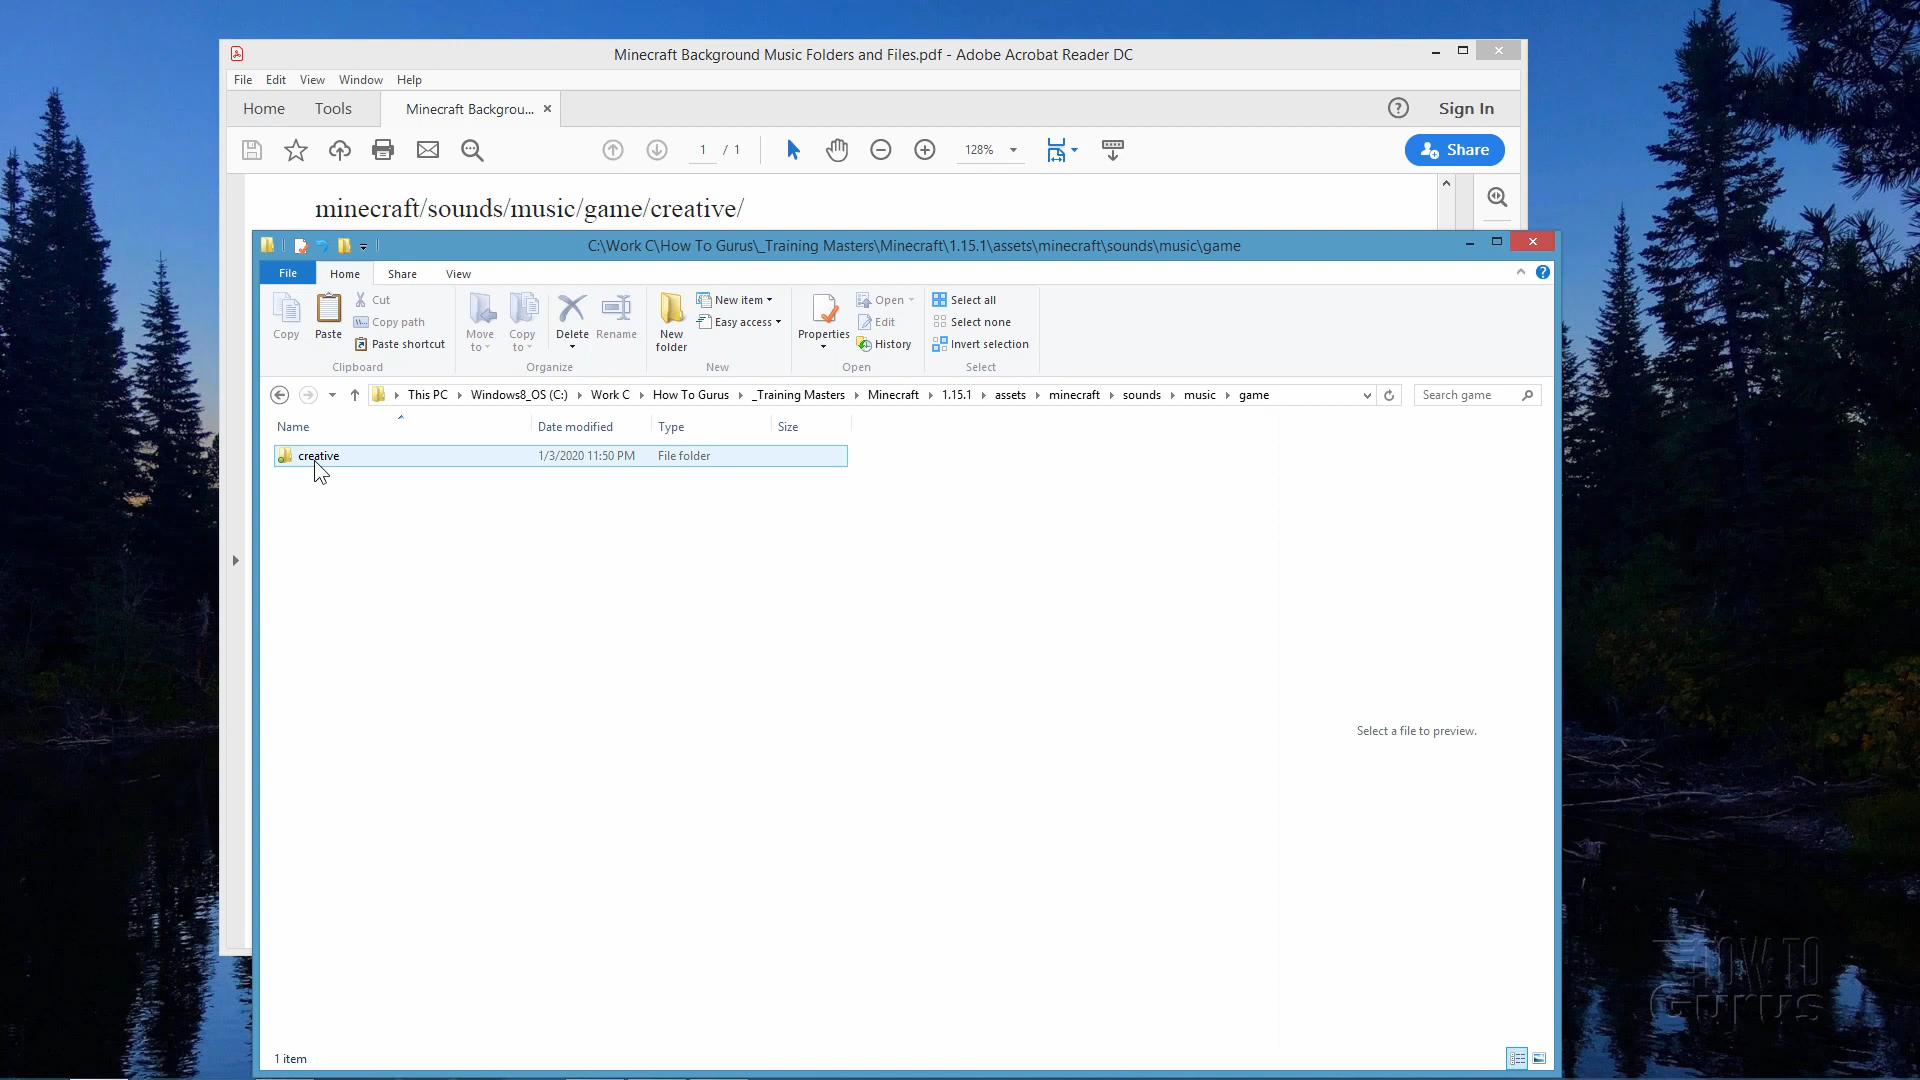 Minecraft Background Music Folders and Files.pdf - Adobe Acrobat Reader DC
File Edit View Window Help
Home Tools Minecraft Backgrou... Sign In
1 / 1 128% Share
minecraft/sounds/music/game/creative/
C:\Work C\How To Gurus\_Training Masters\Minecraft\1.15.1\assets\minecraft\sounds\music\game
File Home Share View
Copy Paste Cut
Copy path
Paste shortcut
Clipboard
Move to Copy to Delete Rename
Organize
New folder New item
Easy access
New
Properties Open
Edit
History
Open
Select all
Select none
Invert selection
Select
This PC Windows8_OS (C:) Work C How To Gurus _Training Masters Minecraft 1.15.1 assets minecraft sounds music game Search game
Name Date modified Type Size
creative 1/3/2020 11:50 PM File folder
Select a file to preview.
HOW TO
GURUS
1 item